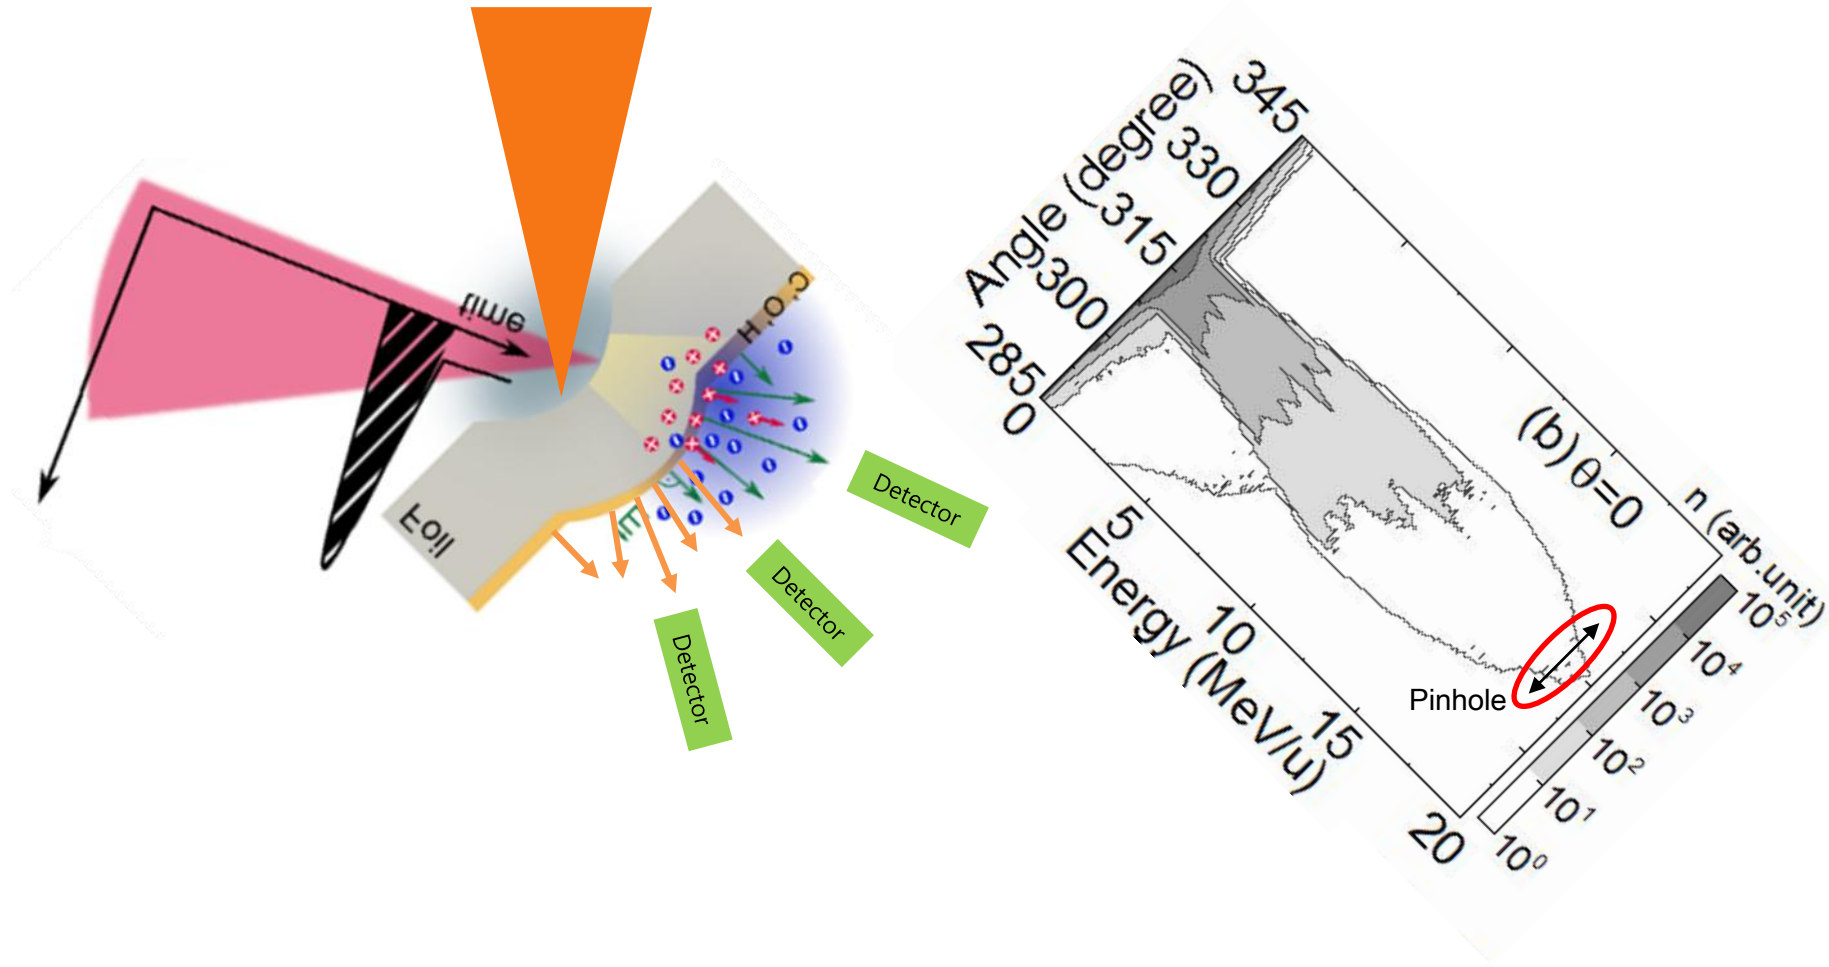 time
Foil
C, O, H
E
Detector
Detector
Detector
Angle (degree)
345
330
315
300
285
0
5
10
15
20
Energy (MeV/u)
(b) θ=0
n (arb.unit)
10⁵
10⁴
10³
10²
10¹
10⁰
Pinhole